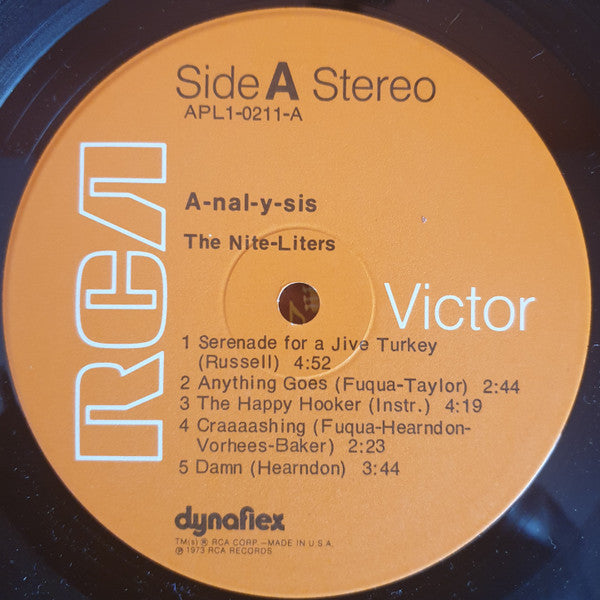 Side A Stereo
APL1-0211-A
A-nal-y-sis
The Nite-Liters
RCA
Victor
1 Serenade for a Jive Turkey
(Russell) 4:52
2 Anything Goes (Fuqua-Taylor) 2:44
3 The Happy Hooker (Instr.) 4:19
4 Craaaashing (Fuqua-Hearndon-
Vorhees-Baker) 2:23
5 Damn (Hearndon) 3:44
dynaflex
TM(s) ® RCA CORP.—MADE IN U.S.A.
℗ 1973 RCA RECORDS